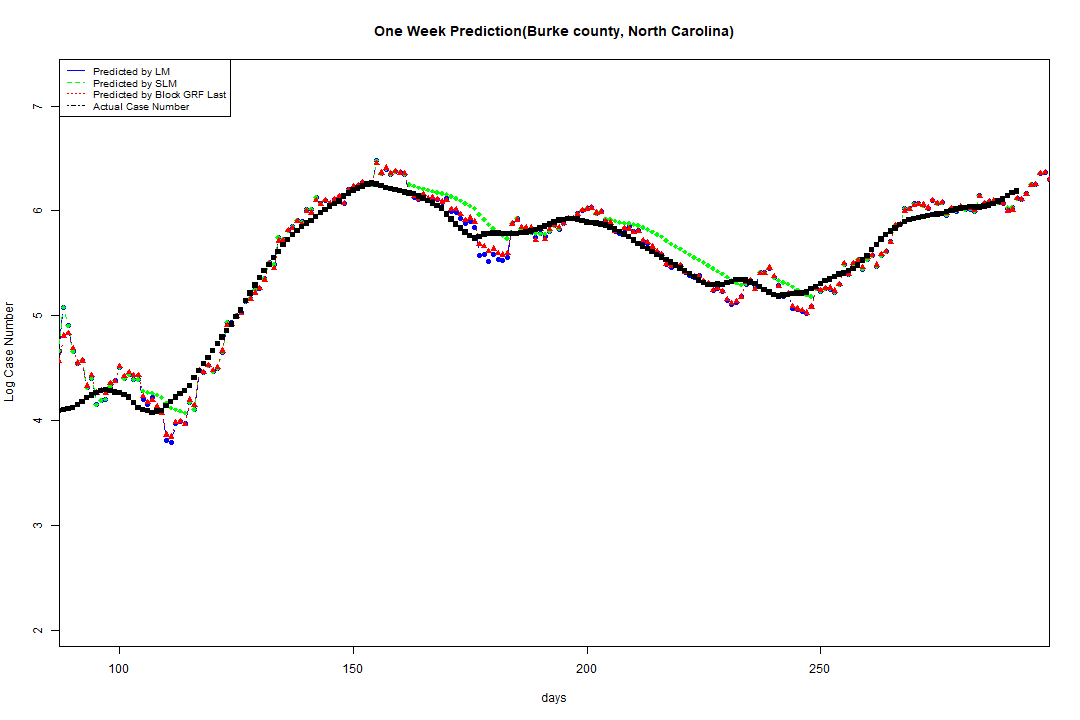 One Week Prediction(Burke county, North Carolina)
Predicted by LM
Predicted by SLM
Predicted by Block GRF Last
Actual Case Number
7
6
5
4
3
2
Log Case Number
100 150 200 250
days